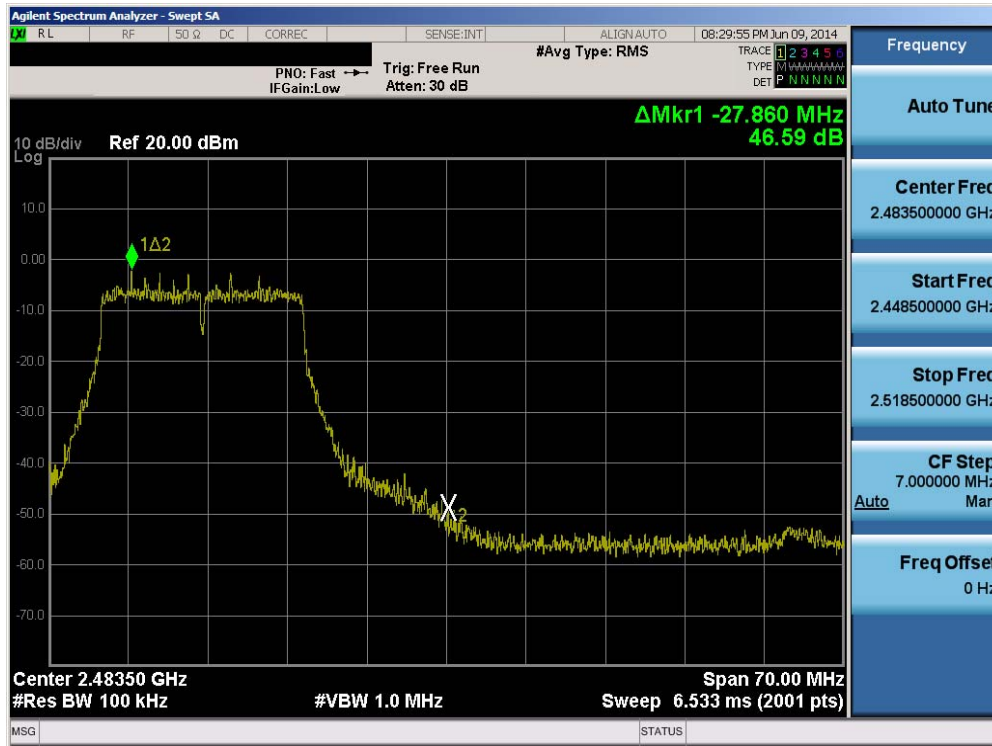 Agilent Spectrum Analyzer - Swept SA
LXI RL RF 50 Ω DC CORREC SENSE:INT ALIGN AUTO 08:29:55 PM Jun 09, 2014
#Avg Type: RMS TRACE 1 2 3 4 5 6
PNO: Fast Trig: Free Run TYPE M
IFGain:Low Atten: 30 dB DET P N N N N N
ΔMkr1 -27.860 MHz
46.59 dB
10 dB/div Ref 20.00 dBm
Log
10.0
1Δ2
0.00
-10.0
-20.0
-30.0
-40.0
-50.0
X2
-60.0
-70.0
Center 2.48350 GHz Span 70.00 MHz
#Res BW 100 kHz #VBW 1.0 MHz Sweep 6.533 ms (2001 pts)
MSG STATUS
Frequency
Auto Tune
Center Freq
2.483500000 GHz
Start Freq
2.448500000 GHz
Stop Freq
2.518500000 GHz
CF Step
7.000000 MHz
Auto Man
Freq Offset
0 Hz